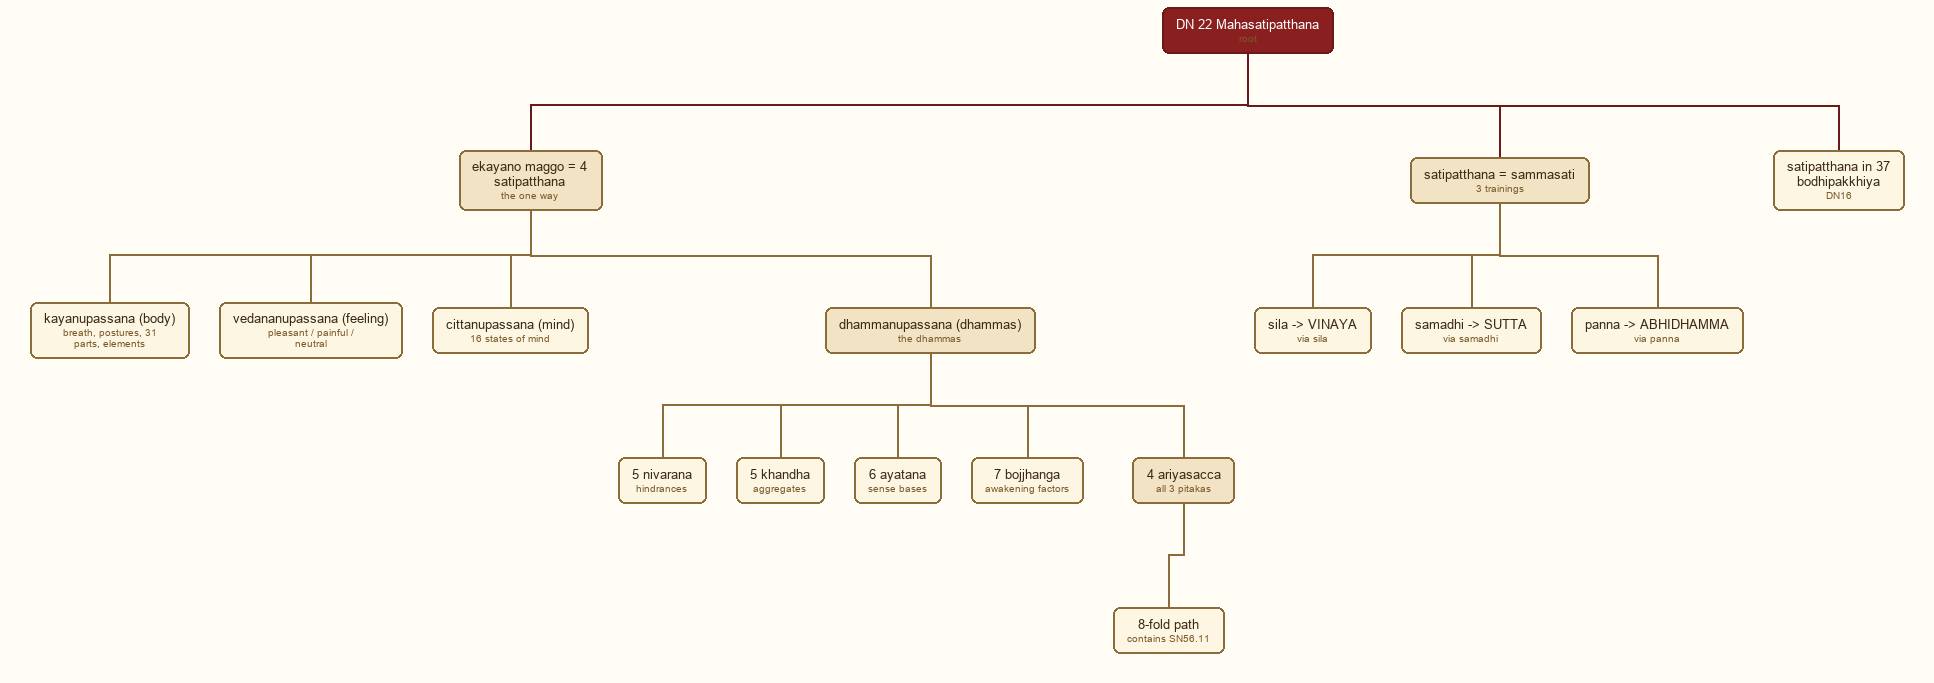 DN 22 Mahasatipatthana
root
ekayano maggo = 4
satipatthana
the one way
satipatthana = sammasati
3 trainings
satipatthana in 37
bodhipakkhiya
DN16
kayanupassana (body)
breath, postures, 31
parts, elements
vedananupassana (feeling)
pleasant / painful /
neutral
cittanupassana (mind)
16 states of mind
dhammanupassana (dhammas)
the dhammas
sila -> VINAYA
via sila
samadhi -> SUTTA
via samadhi
panna -> ABHIDHAMMA
via panna
5 nivarana
hindrances
5 khandha
aggregates
6 ayatana
sense bases
7 bojjhanga
awakening factors
4 ariyasacca
all 3 pitakas
8-fold path
contains SN56.11